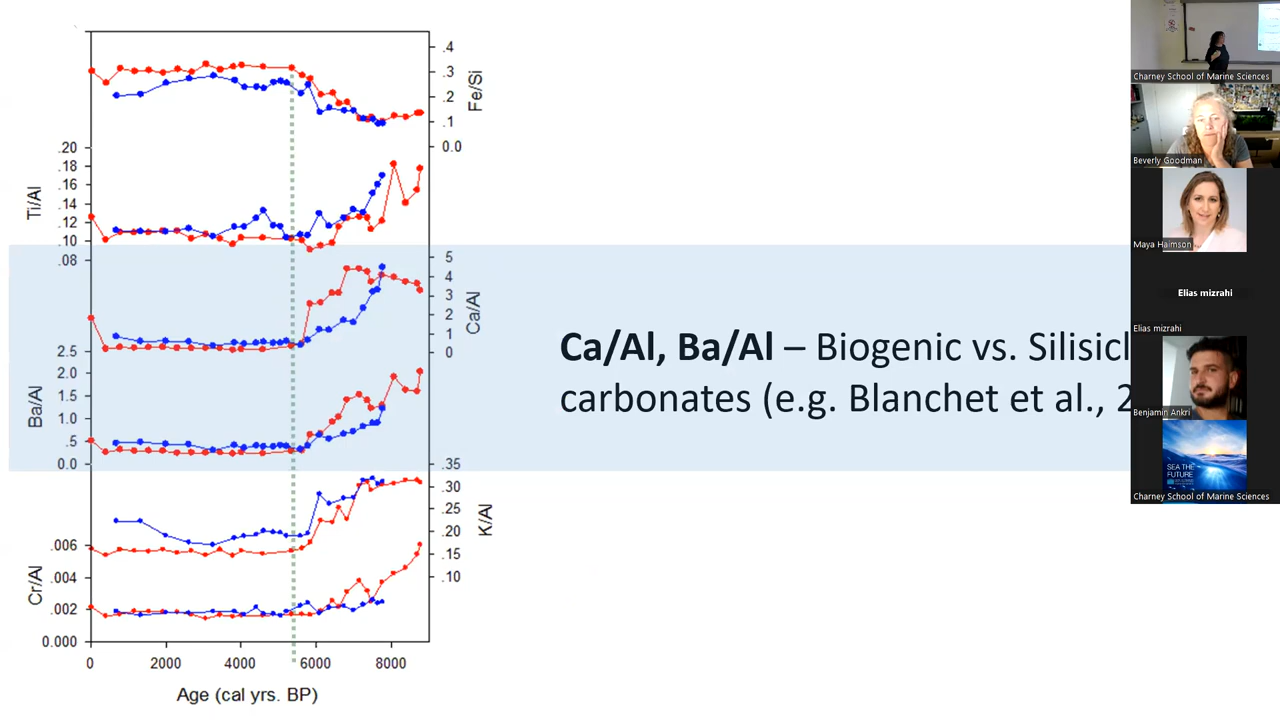 .4
.3
.2
.1
0.0
Fe/Si
.20
.18
.16
.14
.12
.10
.08
Ti/Al
5
4
3
2
1
0
Ca/Al
2.5
2.0
1.5
1.0
.5
0.0
Ba/Al
.35
.30
.25
.20
.15
.10
K/Al
.006
.004
.002
0.000
Cr/Al
0 2000 4000 6000 8000
Age (cal yrs. BP)
Ca/Al, Ba/Al – Biogenic vs. Silisicl
carbonates (e.g. Blanchet et al., 2
Charney School of Marine Sciences
Beverly Goodman
Maya Haimson
Elias mizrahi
Elias mizrahi
Benjamin Ankri
SEA THE
FUTURE
Charney School of Marine Sciences